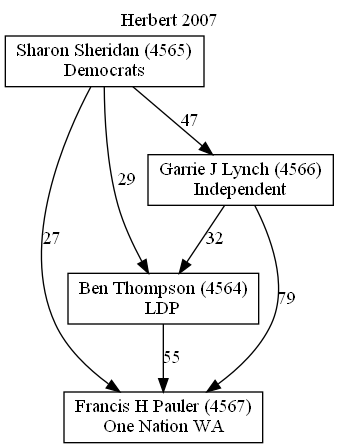 Herbert 2007
Sharon Sheridan (4565)
Democrats
47
Garrie J Lynch (4566)
Independent
29
27
32
Ben Thompson (4564)
LDP
79
55
Francis H Pauler (4567)
One Nation WA